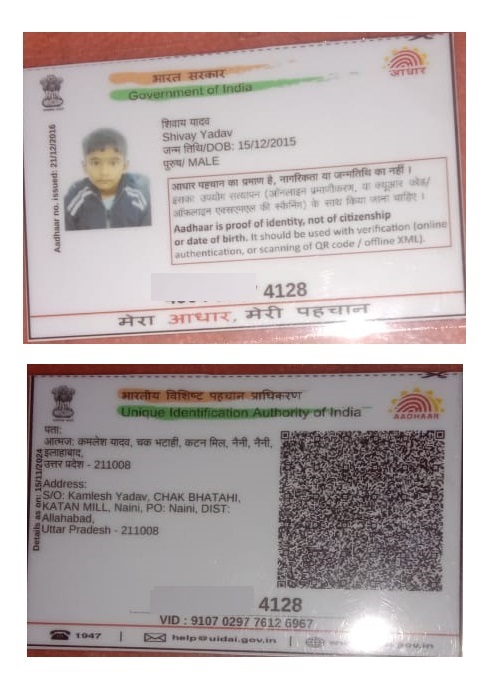 भारत सरकार
Government of India
आधार
Aadhaar no. issued: 21/12/2016
शिवाय यादव
Shivay Yadav
जन्म तिथि/DOB: 15/12/2015
पुरुष/ MALE
आधार पहचान का प्रमाण है, नागरिकता या जन्मतिथि का नहीं ।
इसका उपयोग सत्यापन (ऑनलाइन प्रमाणीकरण, या क्यूआर कोड/
ऑफ़लाइन एक्सएमएल की स्कैनिंग) के साथ किया जाना चाहिए ।
Aadhaar is proof of identity, not of citizenship
or date of birth. It should be used with verification (online
authentication, or scanning of QR code / offline XML).
4128
मेरा आधार, मेरी पहचान
भारतीय विशिष्ट पहचान प्राधिकरण
Unique Identification Authority of India
AADHAAR
Details as on: 15/11/2024
पता:
आत्मज: कमलेश यादव, चक भटाही, कटन मिल, नैनी, नैनी,
इलाहाबाद,
उत्तर प्रदेश - 211008
Address:
S/O: Kamlesh Yadav, CHAK BHATAHI,
KATAN MILL, Naini, PO: Naini, DIST:
Allahabad,
Uttar Pradesh - 211008
4128
VID : 9107 0297 7612 6967
1947 | help@uidai.gov.in |